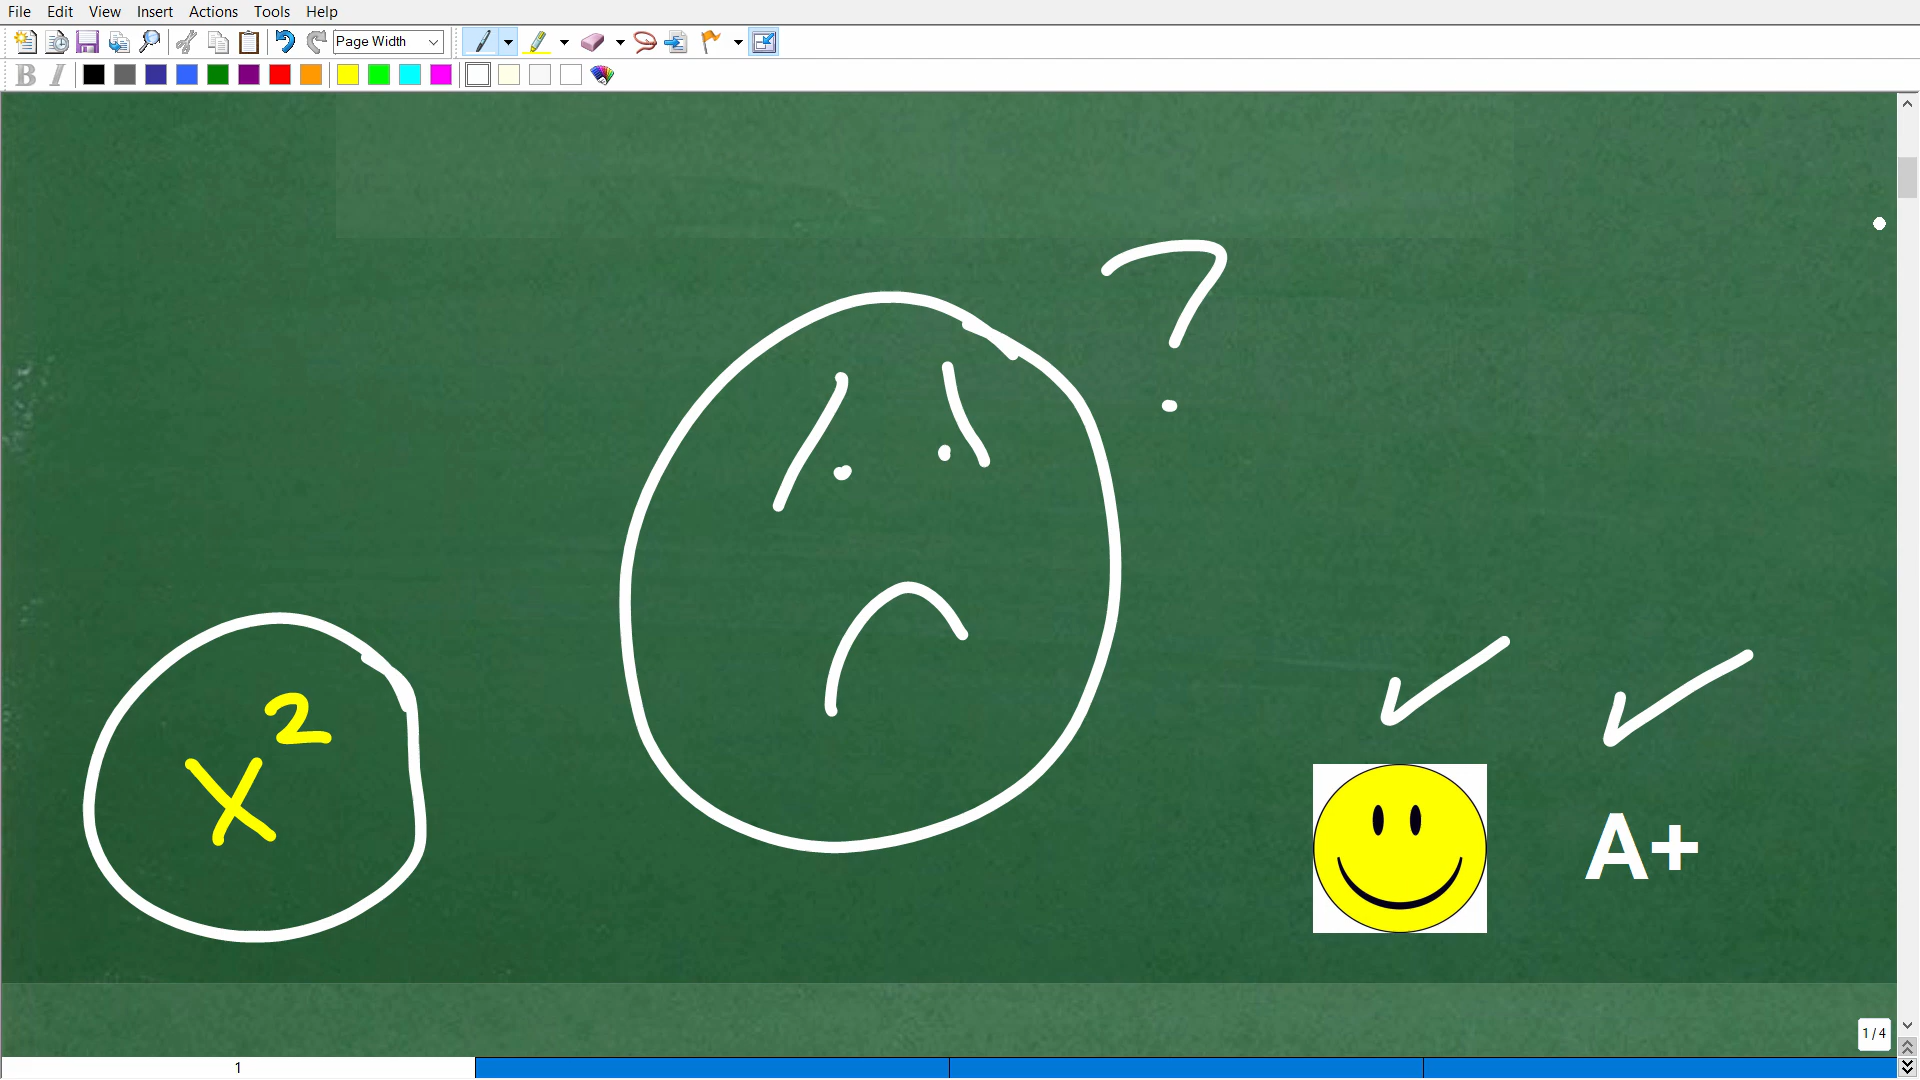 File Edit View Insert Actions Tools Help
Page Width
B I
?
x²
A+
1 / 4
1